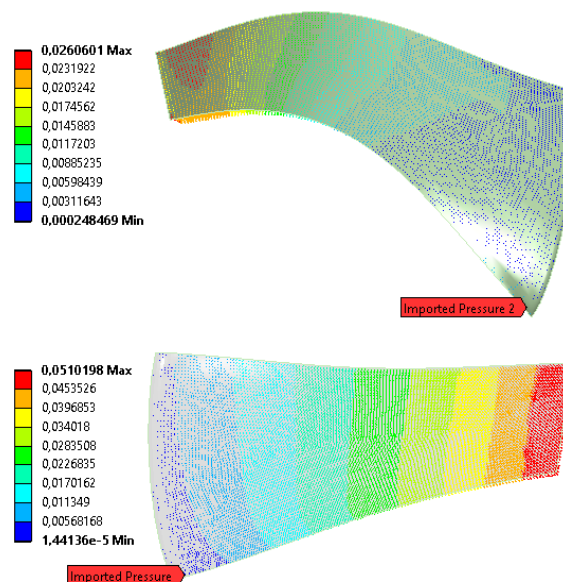 0,0260601 Max
0,0231922
0,0203242
0,0174562
0,0145883
0,0117203
0,00885235
0,00598439
0,00311643
0,000248469 Min
Imported Pressure 2
0,0510198 Max
0,0453526
0,0396853
0,034018
0,0283508
0,0226835
0,0170162
0,011349
0,00568168
1,44136e-5 Min
Imported Pressure